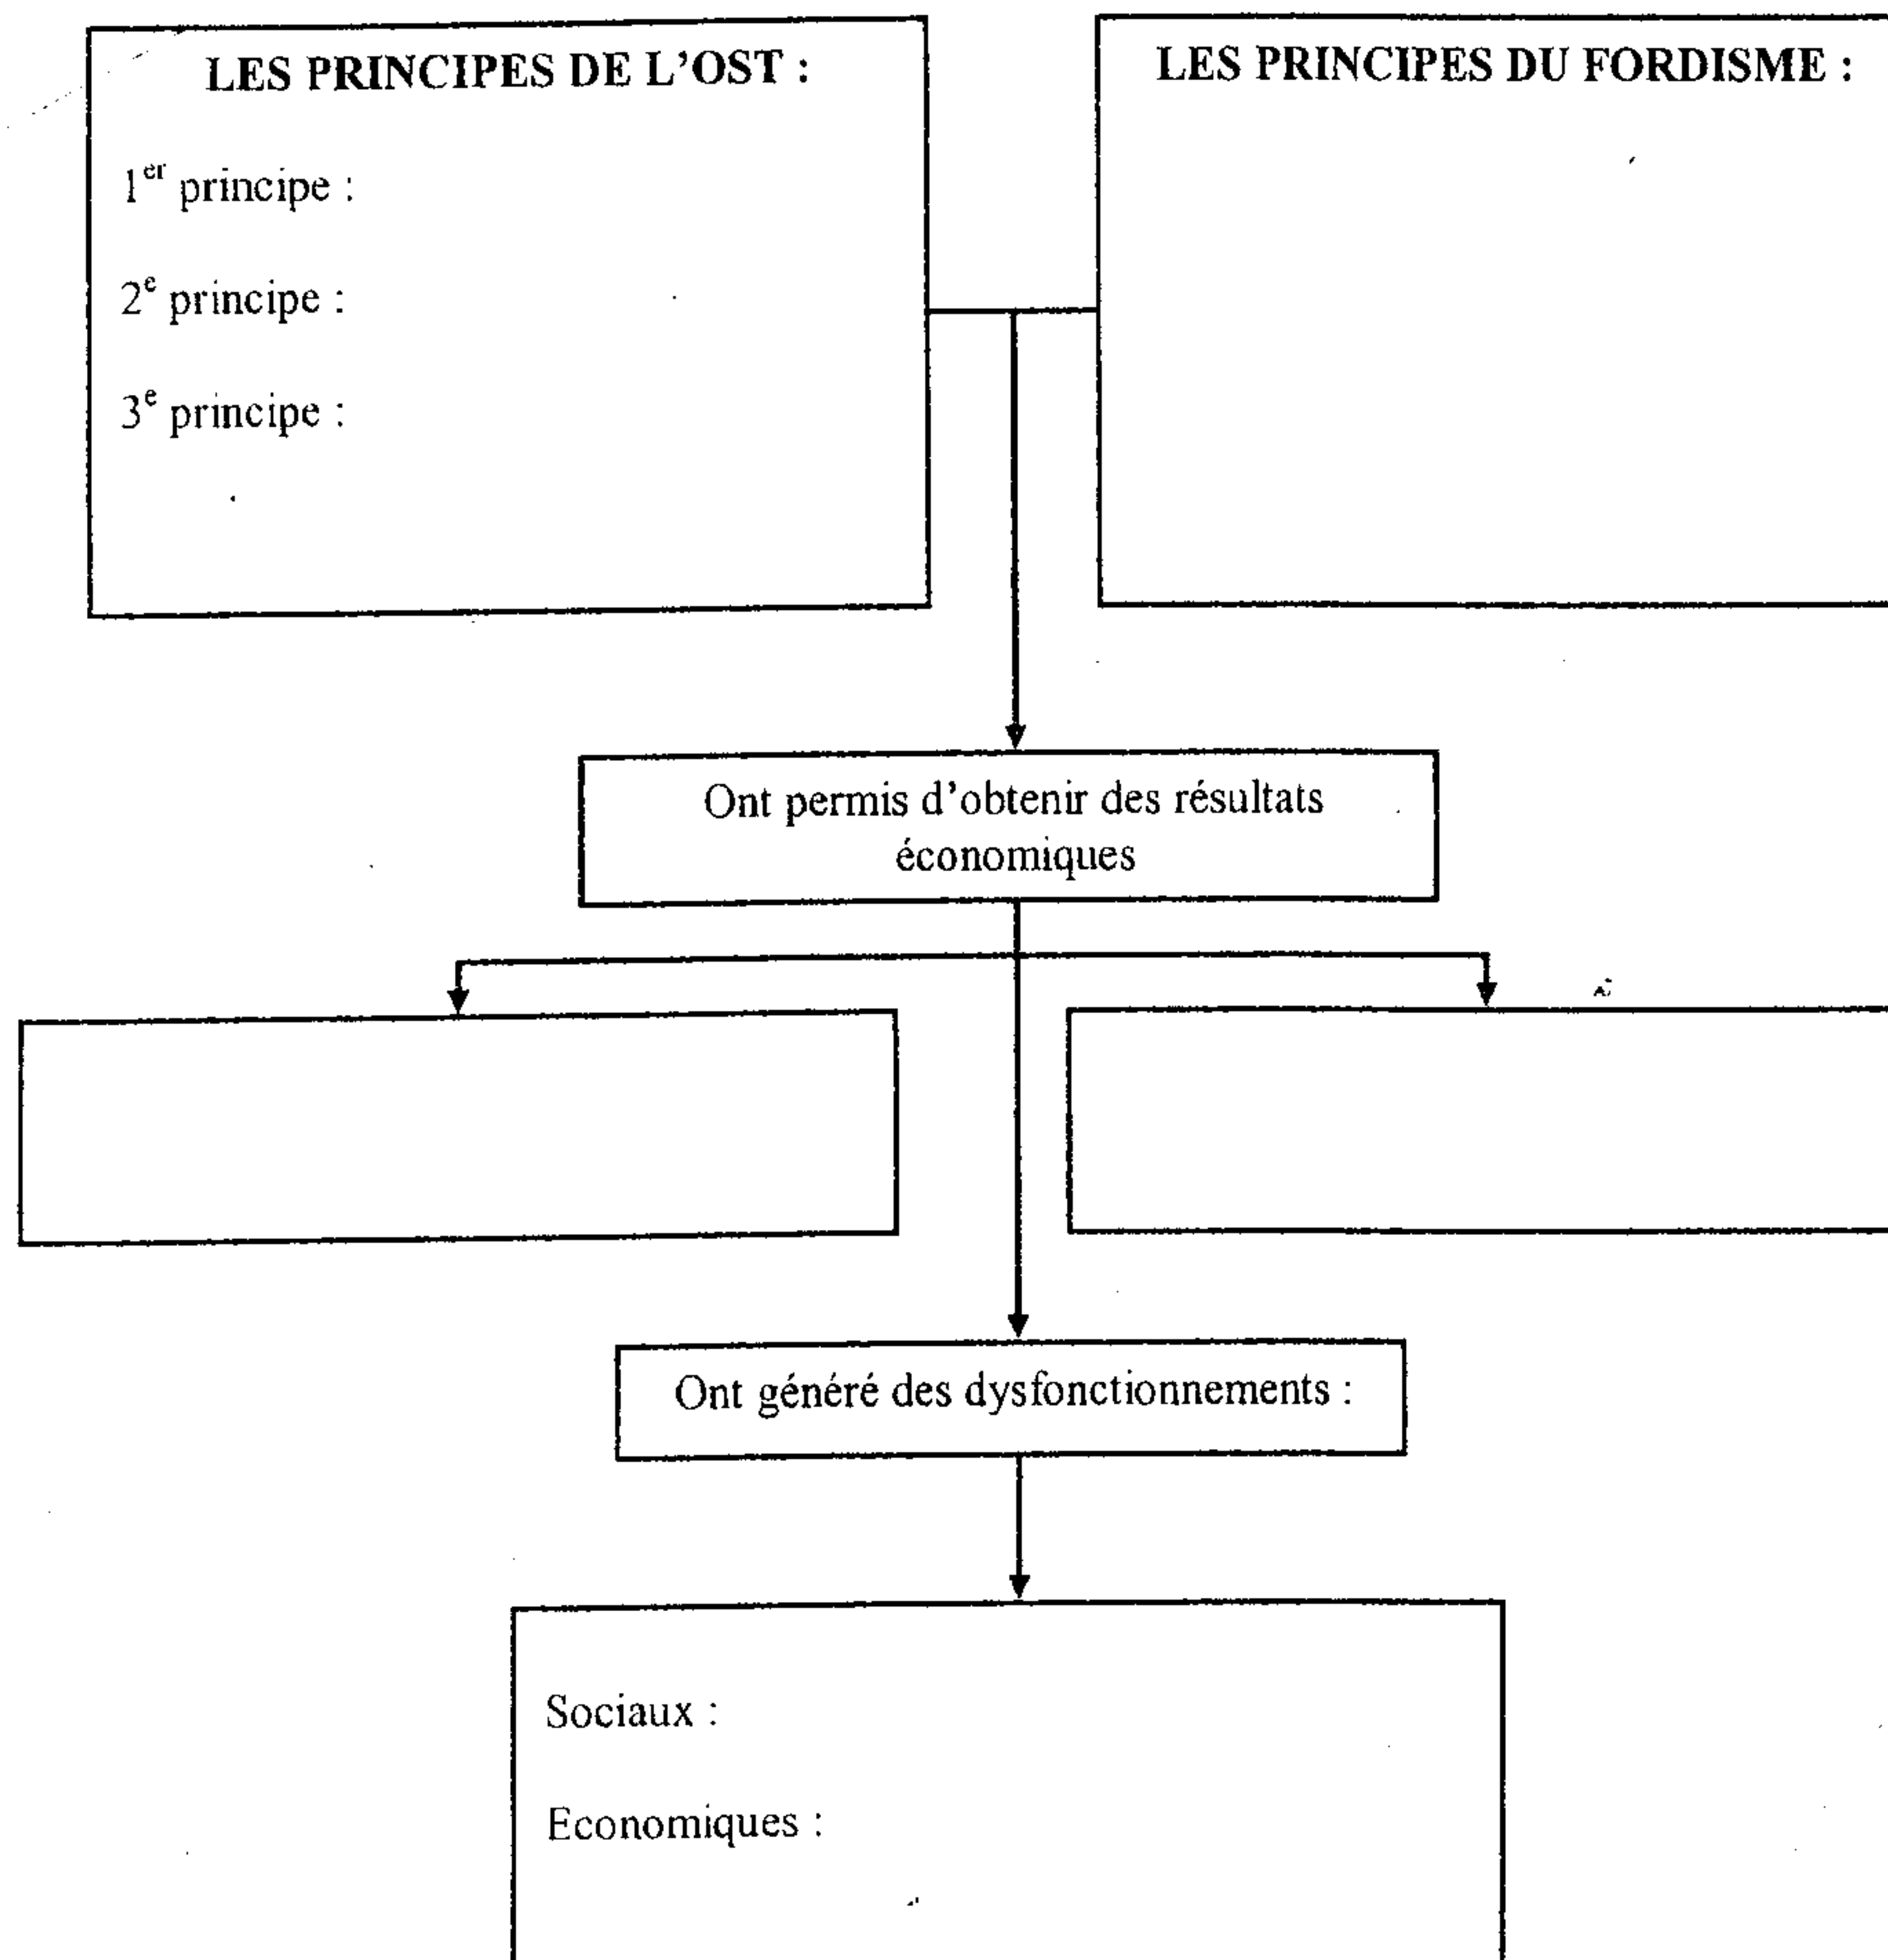 LES PRINCIPES DE L'OST :
1er principe :
2e principe :
3e principe :
LES PRINCIPES DU FORDISME :
Ont permis d'obtenir des résultats
économiques
Ont généré des dysfonctionnements :
Sociaux :
Economiques :